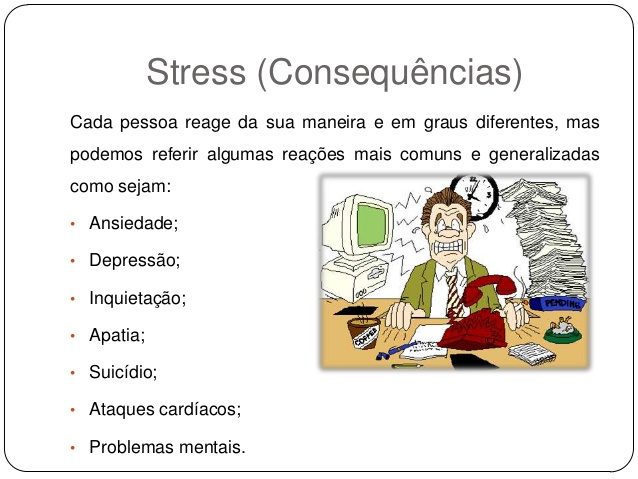 Stress (Consequências)
Cada pessoa reage da sua maneira e em graus diferentes, mas
podemos referir algumas reações mais comuns e generalizadas
como sejam:
• Ansiedade;
• Depressão;
• Inquietação;
• Apatia;
• Suicídio;
• Ataques cardíacos;
• Problemas mentais.
PENDING
COFFEE